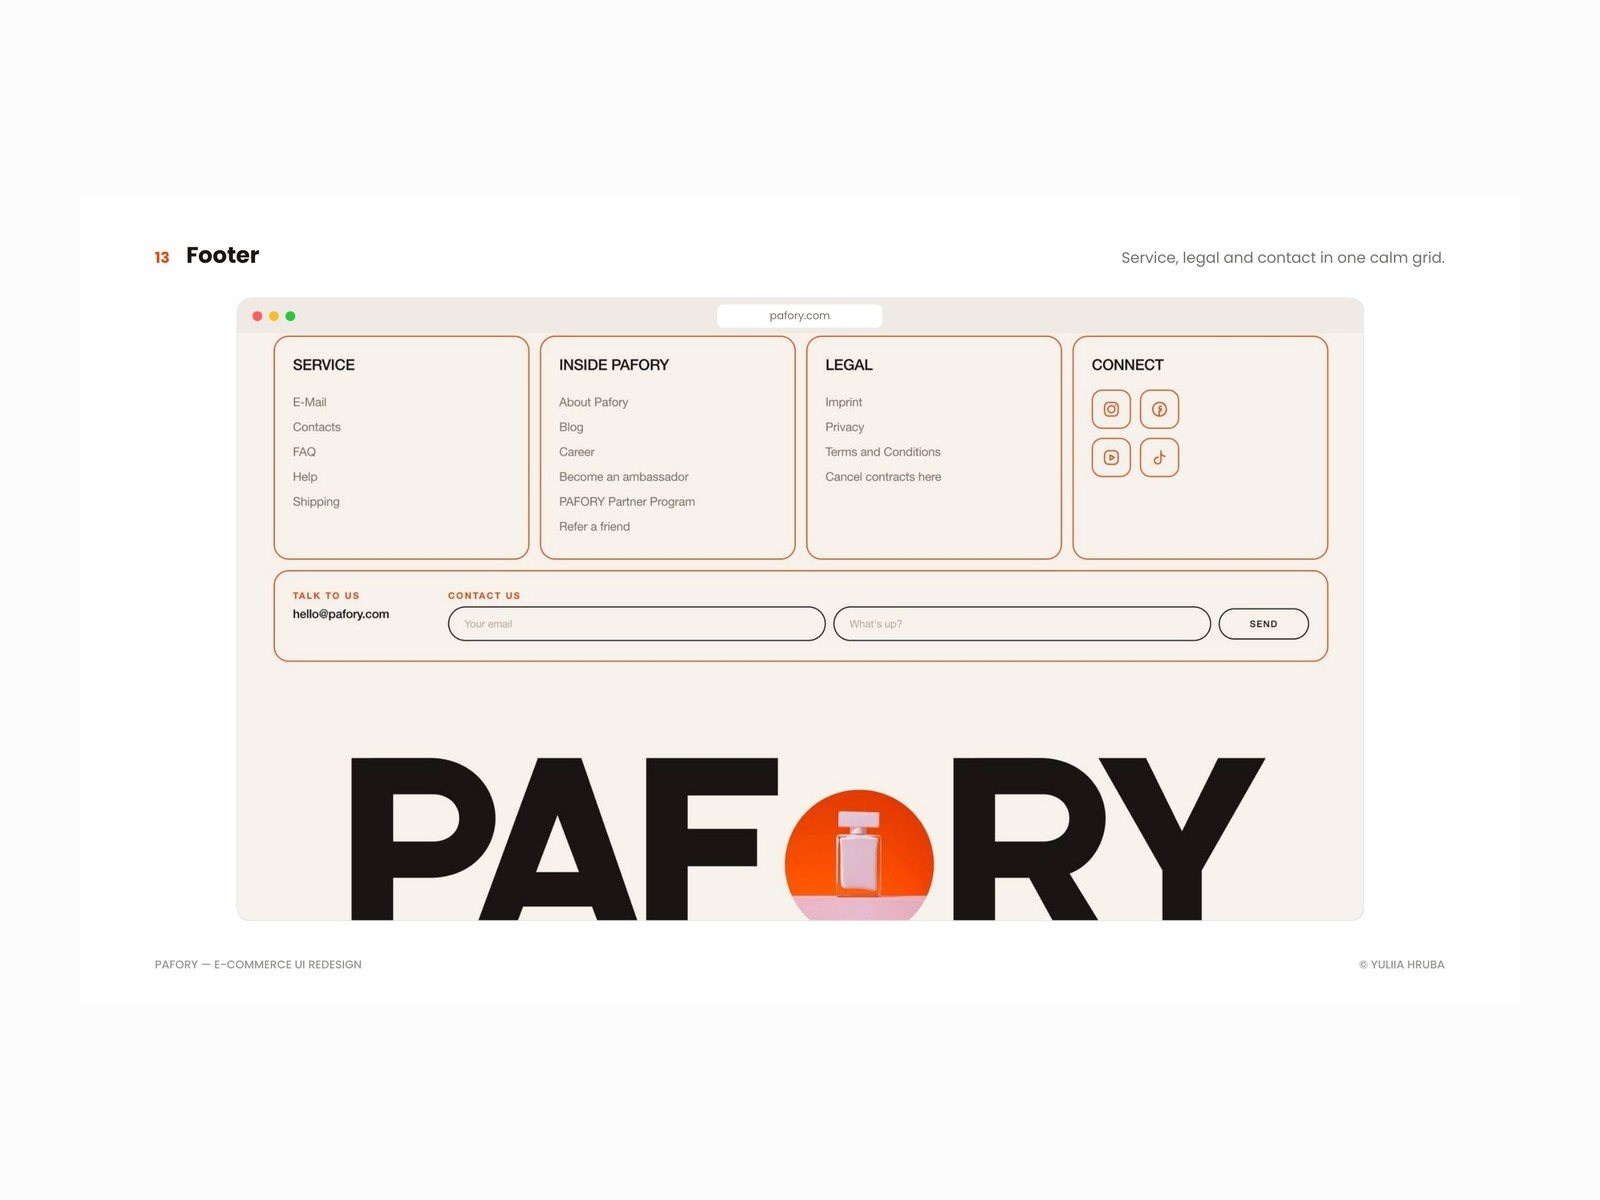 13 Footer
Service, legal and contact in one calm grid.
pafory.com
SERVICE
E-Mail
Contacts
FAQ
Help
Shipping
INSIDE PAFORY
About Pafory
Blog
Career
Become an ambassador
PAFORY Partner Program
Refer a friend
LEGAL
Imprint
Privacy
Terms and Conditions
Cancel contracts here
CONNECT
TALK TO US
hello@pafory.com
CONTACT US
Your email
What's up?
SEND
PAFORY
PAFORY — E-COMMERCE UI REDESIGN
© YULIIA HRUBA